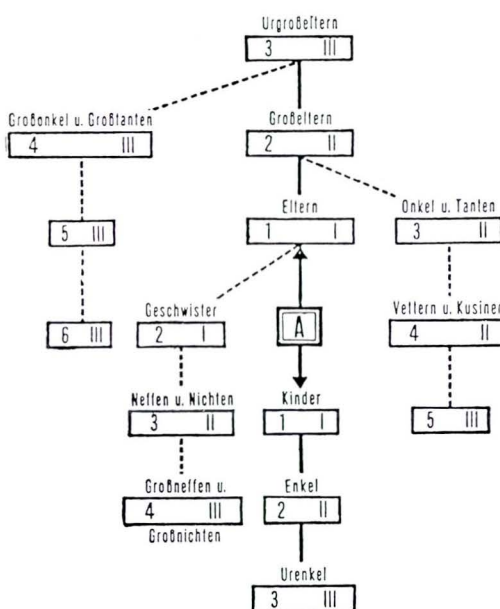 Urgroßeltern
3 III
Großonkel u. Großtanten
4 III
Großeltern
2 II
5 III
Eltern
1 I
Onkel u. Tanten
3 II
6 III
Geschwister
2 I
A
Vettern u. Kusinen
4 II
Neffen u. Nichten
3 II
Kinder
1 I
5 III
Großneffen u.
4 III
Großnichten
Enkel
2 II
Urenkel
3 III